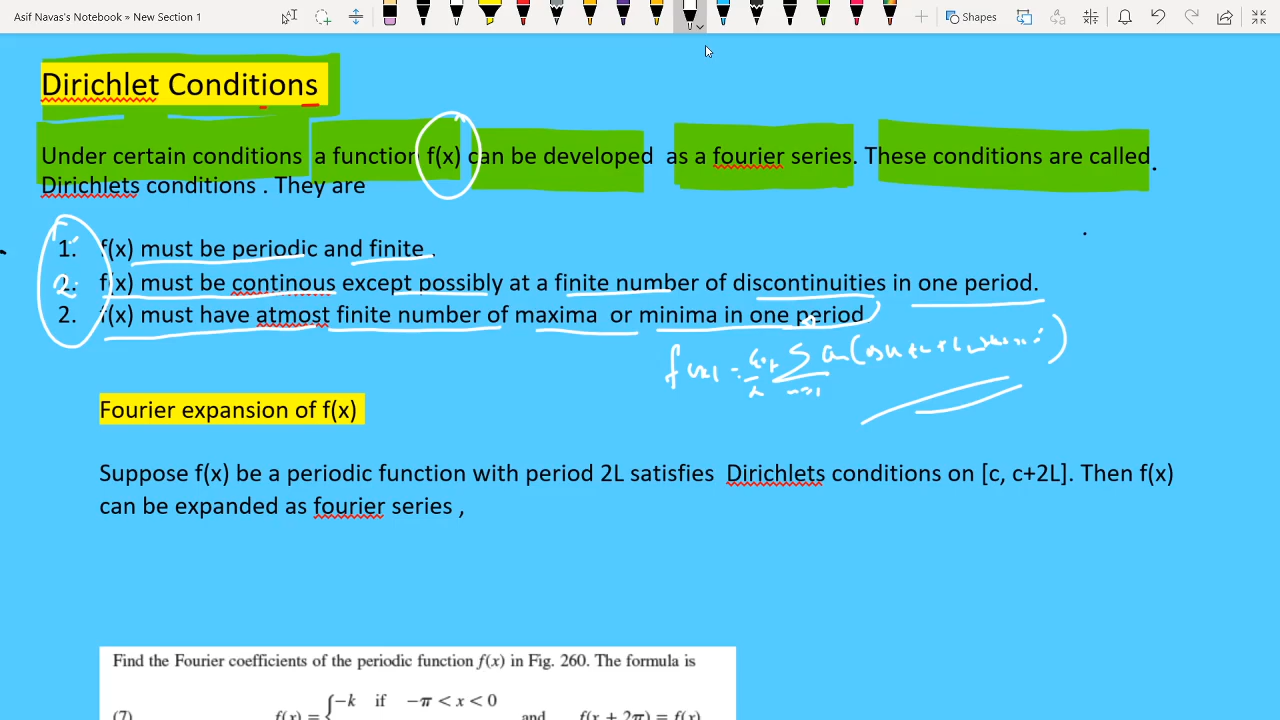 Asif Navas's Notebook » New Section 1
Shapes
Dirichlet Conditions
Under certain conditions a function f(x) can be developed as a fourier series. These conditions are called
Dirichlets conditions . They are
1. f(x) must be periodic and finite .
2. f(x) must be continous except possibly at a finite number of discontinuities in one period.
2. f(x) must have atmost finite number of maxima or minima in one period
Fourier expansion of f(x)
Suppose f(x) be a periodic function with period 2L satisfies Dirichlets conditions on [c, c+2L]. Then f(x)
can be expanded as fourier series ,
Find the Fourier coefficients of the periodic function f(x) in Fig. 260. The formula is
−k if −π < x < 0
(7) f(x) = and f(x + 2π) = f(x)